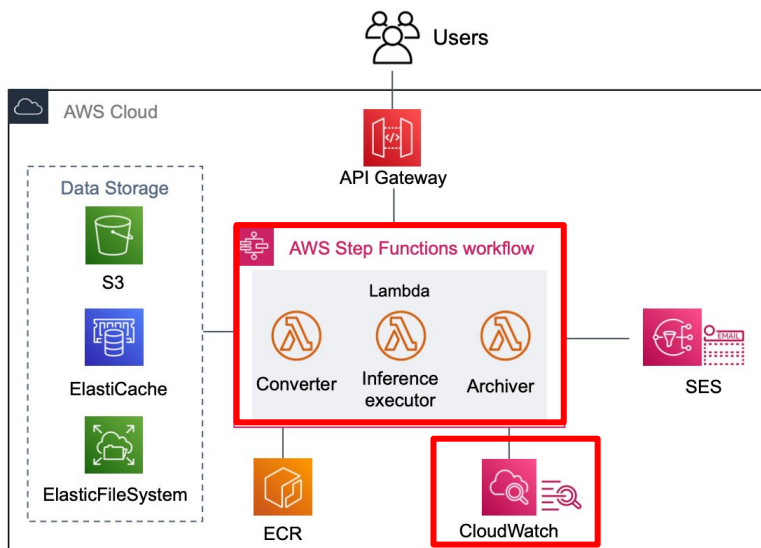 Users
AWS Cloud
API Gateway
Data Storage
S3
ElastiCache
ElasticFileSystem
AWS Step Functions workflow
Lambda
Converter
Inference
executor
Archiver
EMAIL
SES
ECR
CloudWatch